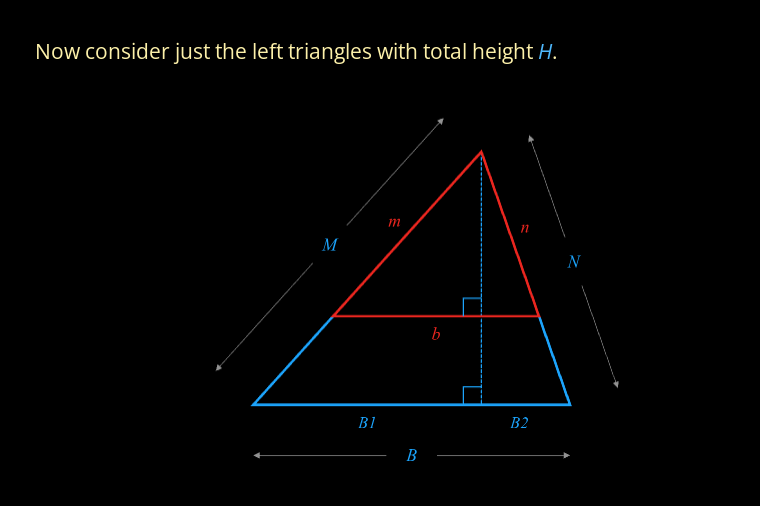 Now consider just the left triangles with total height H.
m
n
M
N
b
B1
B2
B